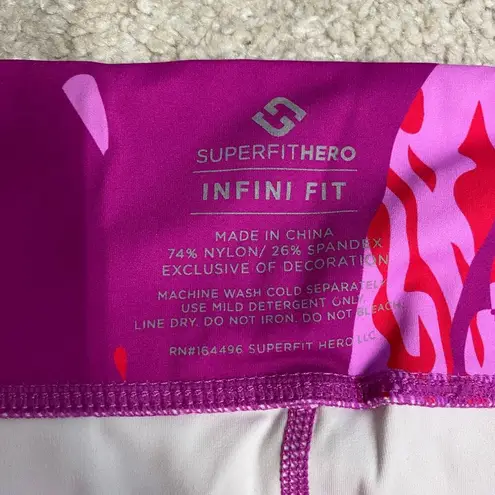 SUPERFITHERO
INFINI FIT
MADE IN CHINA
74% NYLON/ 26% SPANDEX
EXCLUSIVE OF DECORATION
MACHINE WASH COLD SEPARATELY
USE MILD DETERGENT ONLY
LINE DRY. DO NOT IRON. DO NOT BLEACH.
RN#164496 SUPERFIT HERO LLC